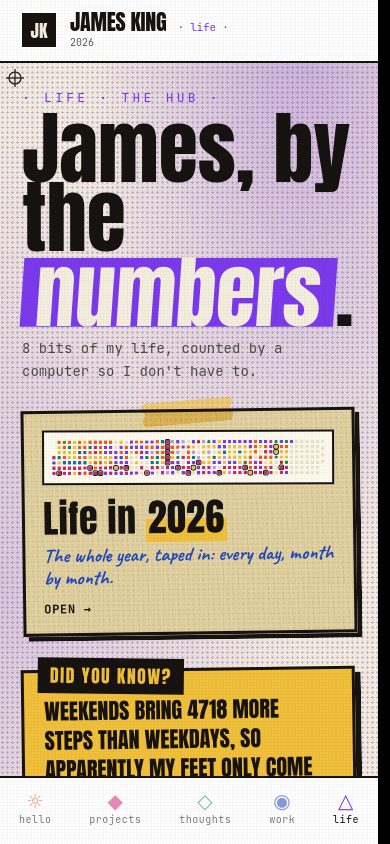 JK
JAMES KING · life ·
2026
· LIFE · THE HUB ·
James, by
the
numbers.
8 bits of my life, counted by a
computer so I don't have to.
Life in 2026
The whole year, taped in: every day, month
by month.
OPEN →
DID YOU KNOW?
WEEKENDS BRING 4718 MORE
STEPS THAN WEEKDAYS, SO
APPARENTLY MY FEET ONLY COME
hello projects thoughts work life